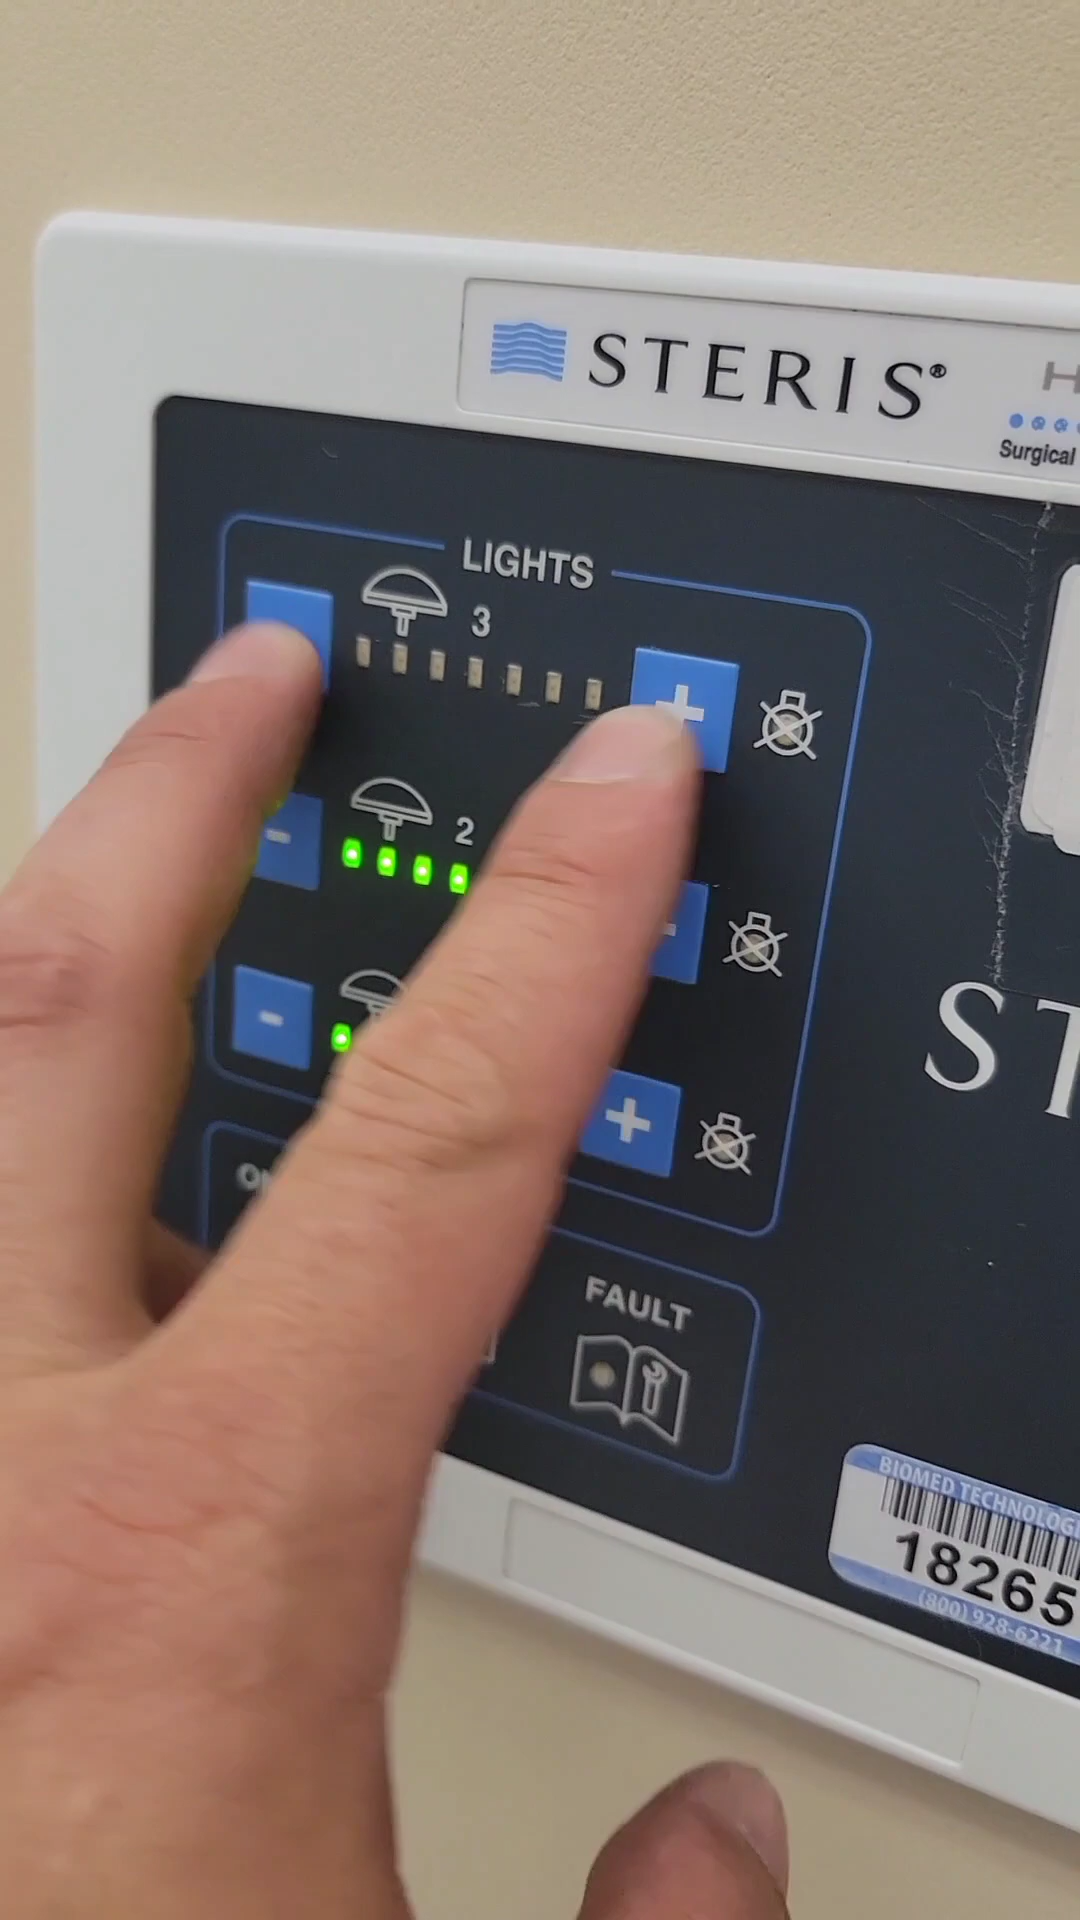 STERIS®
H
Surgical
LIGHTS
3
+
-
2
-
+
ST
FAULT
BIOMED TECHNOLOG
18265
(800) 928-6221